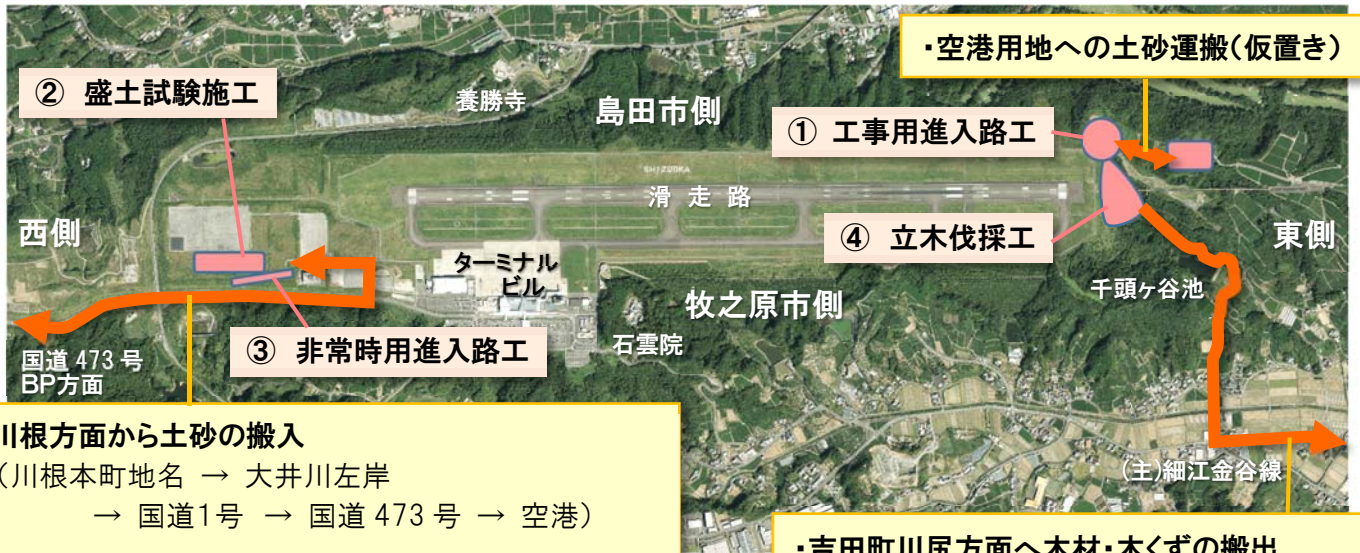 ・空港用地への土砂運搬(仮置き)
② 盛土試験施工
養勝寺
島田市側
① 工事用進入路工
SHIZUOKA
滑走路
西側
④ 立木伐採工
東側
ターミナル
ビル
千頭ヶ谷池
牧之原市側
③ 非常時用進入路工
石雲院
国道473号
BP方面
川根方面から土砂の搬入
(川根本町地名 → 大井川左岸
→ 国道1号 → 国道473号 → 空港)
(主)細江金谷線
・吉田町川尻方面へ木材・木くずの搬出